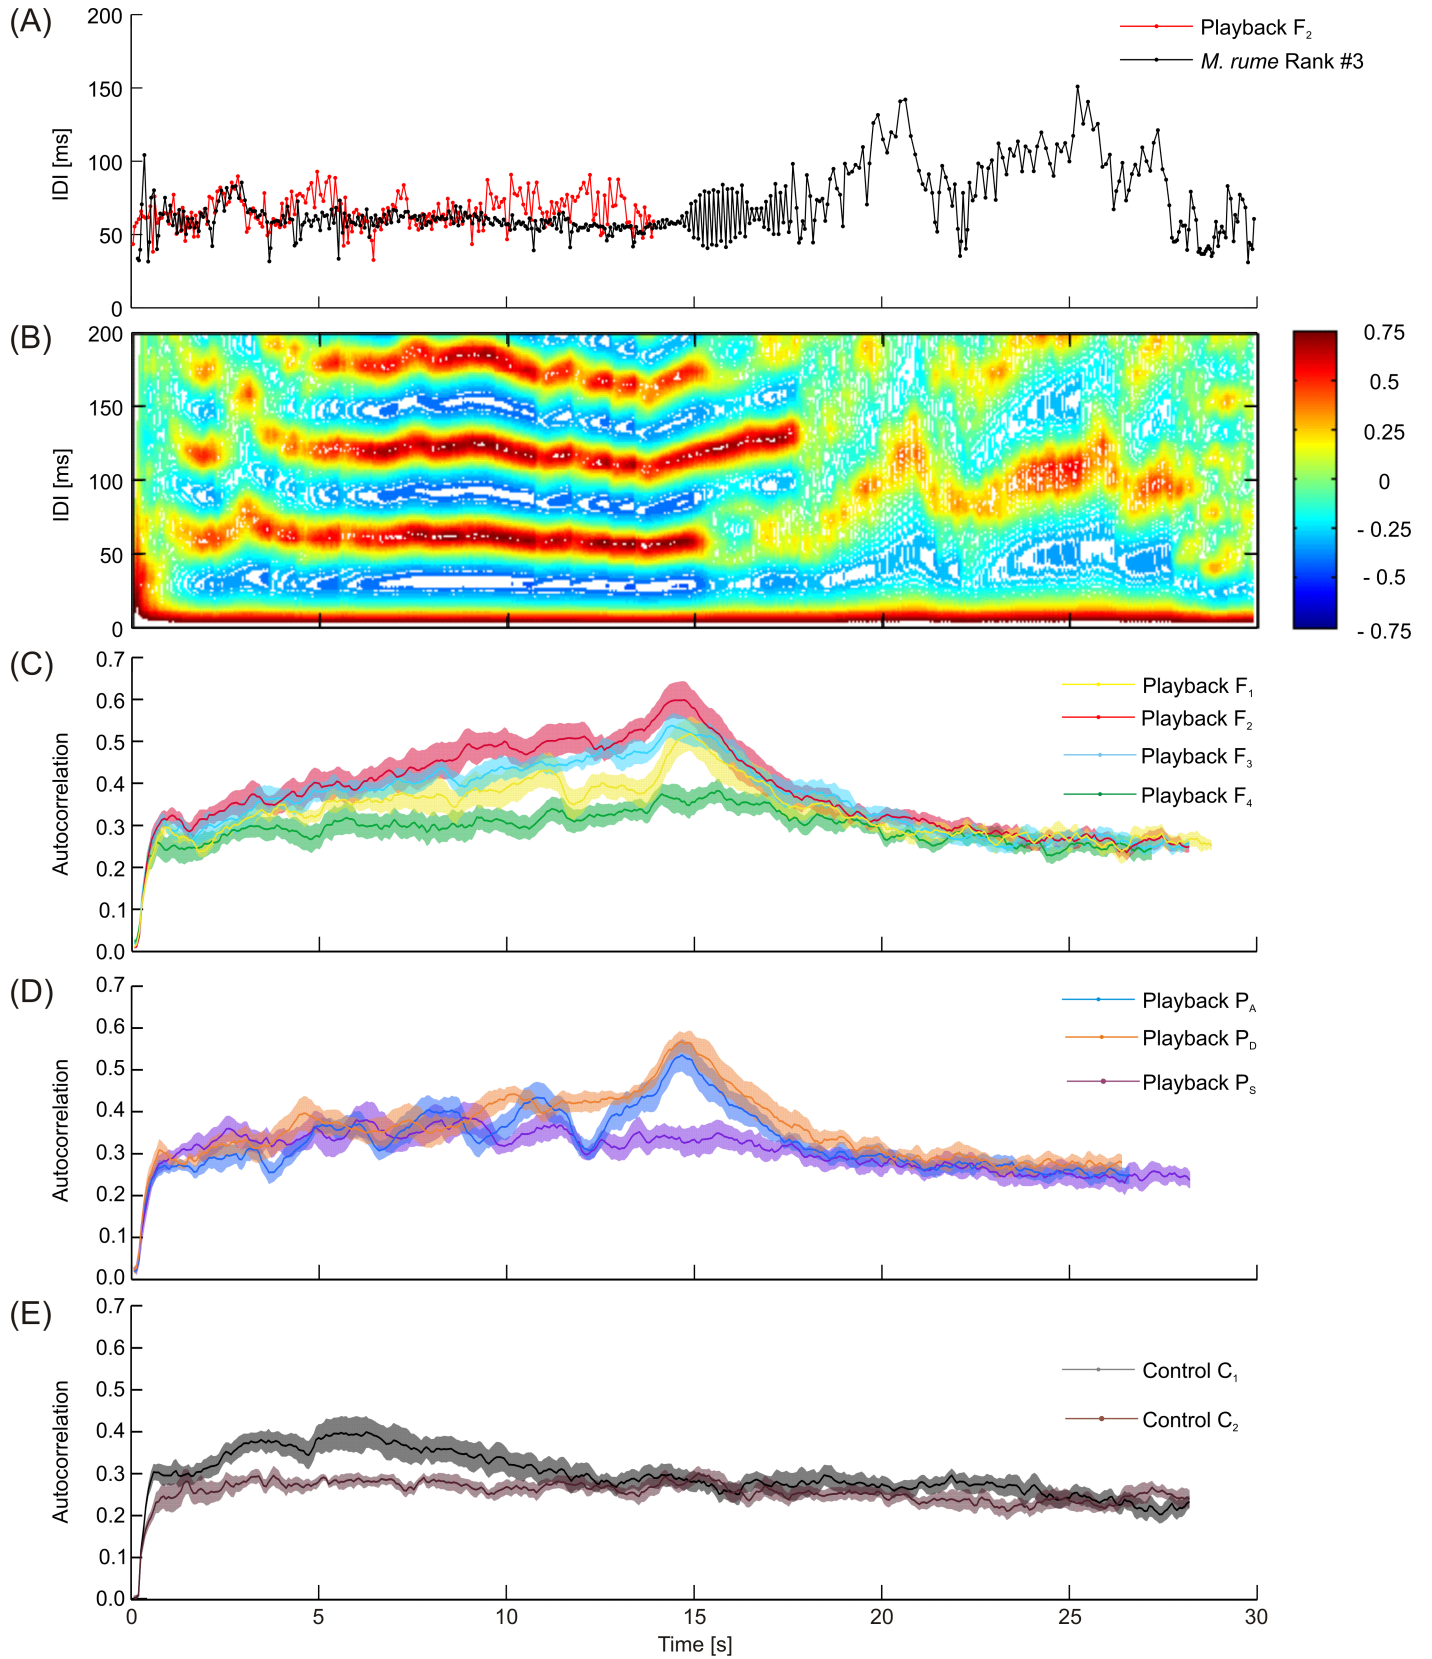 (A)
200
150
100
50
0
IDI [ms]
Playback F2
M. rume Rank #3
(B)
200
150
100
50
0
IDI [ms]
0.75
0.5
0.25
0
- 0.25
- 0.5
- 0.75
(C)
0.7
0.6
0.5
0.4
0.3
0.2
0.1
0.0
Autocorrelation
Playback F1
Playback F2
Playback F3
Playback F4
(D)
0.7
0.6
0.5
0.4
0.3
0.2
0.1
0.0
Autocorrelation
Playback PA
Playback PD
Playback PS
(E)
0.7
0.6
0.5
0.4
0.3
0.2
0.1
0.0
Autocorrelation
Control C1
Control C2
0 5 10 15 20 25 30
Time [s]